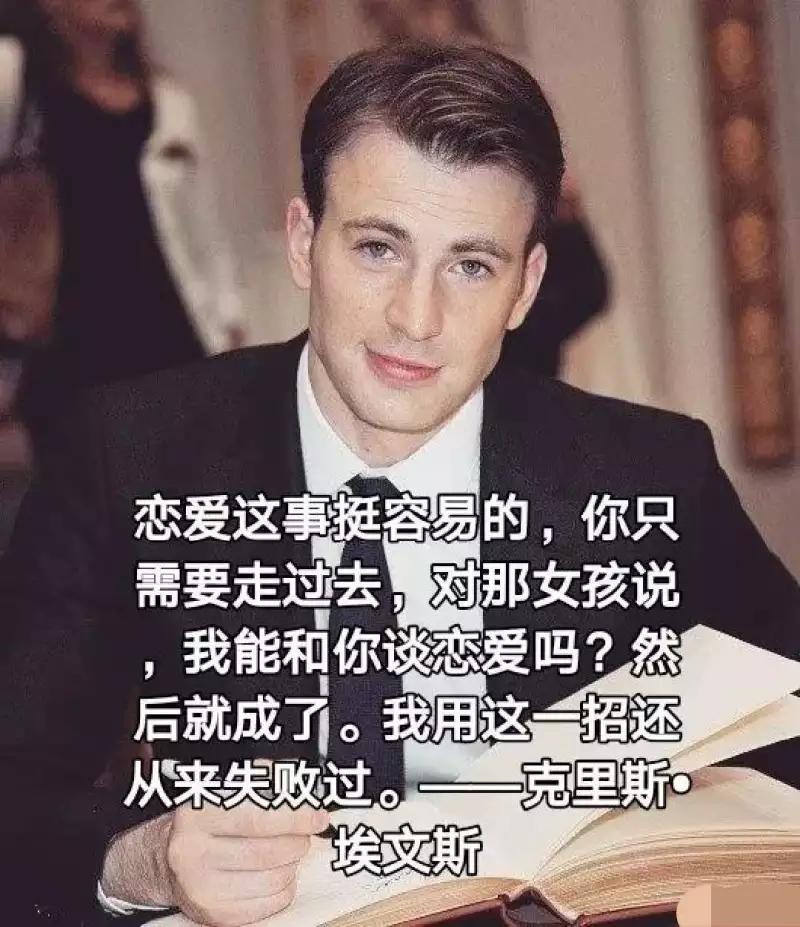 恋爱这事挺容易的，你只
需要走过去，对那女孩说
，我能和你谈恋爱吗？然
后就成了。我用这一招还
从来失败过。——克里斯•
埃文斯